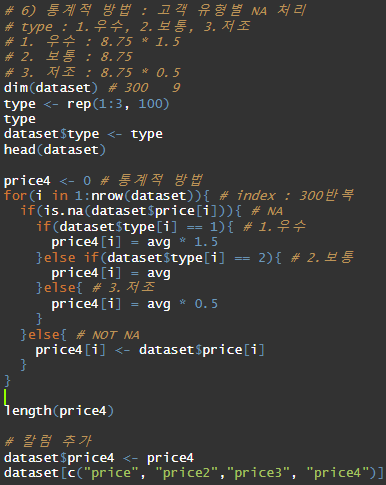 # 6) 통계적 방법 : 고객 유형별 NA 처리
# type : 1.우수, 2.보통, 3.저조
# 1. 우수 : 8.75 * 1.5
# 2. 보통 : 8.75
# 3. 저조 : 8.75 * 0.5
dim(dataset) # 300   9
type <- rep(1:3, 100)
type
dataset$type <- type
head(dataset)

price4 <- 0 # 통계적 방법
for(i in 1:nrow(dataset)){ # index : 300반복
  if(is.na(dataset$price[i])){ # NA
    if(dataset$type[i] == 1){ # 1.우수
      price4[i] = avg * 1.5
    }else if(dataset$type[i] == 2){ # 2.보통
      price4[i] = avg
    }else{ # 3.저조
      price4[i] = avg * 0.5
    }
  }else{ # NOT NA
    price4[i] <- dataset$price[i]
  }
}

length(price4)

# 칼럼 추가
dataset$price4 <- price4
dataset[c("price", "price2","price3", "price4")]